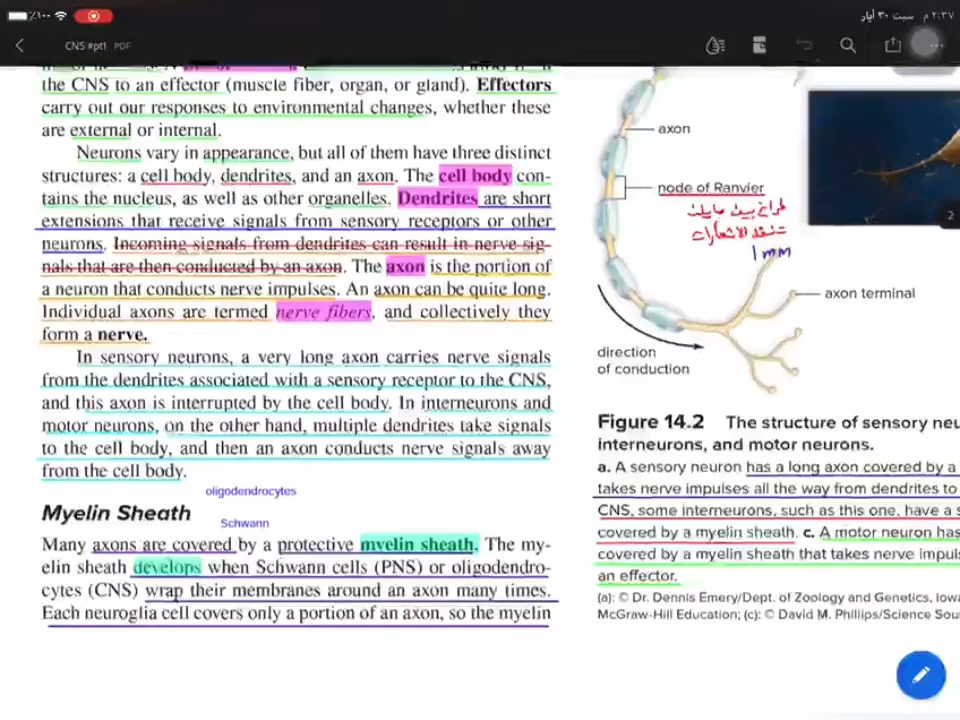 ٢:٣٧ م سبت ٣٠ أيار
CNS #pt1 PDF
the CNS to an effector (muscle fiber, organ, or gland). Effectors
carry out our responses to environmental changes, whether these
are external or internal.
Neurons vary in appearance, but all of them have three distinct
structures: a cell body, dendrites, and an axon. The cell body con-
tains the nucleus, as well as other organelles. Dendrites are short
extensions that receive signals from sensory receptors or other
neurons. Incoming signals from dendrites can result in nerve sig-
nals that are then conducted by an axon. The axon is the portion of
a neuron that conducts nerve impulses. An axon can be quite long.
Individual axons are termed nerve fibers, and collectively they
form a nerve.
In sensory neurons, a very long axon carries nerve signals
from the dendrites associated with a sensory receptor to the CNS,
and this axon is interrupted by the cell body. In interneurons and
motor neurons, on the other hand, multiple dendrites take signals
to the cell body, and then an axon conducts nerve signals away
from the cell body.
oligodendrocytes
Myelin Sheath
Schwann
Many axons are covered by a protective myelin sheath. The my-
elin sheath develops when Schwann cells (PNS) or oligodendro-
cytes (CNS) wrap their membranes around an axon many times.
Each neuroglia cell covers only a portion of an axon, so the myelin
axon
node of Ranvier
1mm
2
axon terminal
direction
of conduction
Figure 14.2 The structure of sensory neu
interneurons, and motor neurons.
a. A sensory neuron has a long axon covered by a
takes nerve impulses all the way from dendrites to
CNS, some interneurons, such as this one, have a s
covered by a myelin sheath. c. A motor neuron has
covered by a myelin sheath that takes nerve impuls
an effector.
(a): © Dr. Dennis Emery/Dept. of Zoology and Genetics, Iowa
McGraw-Hill Education; (c): © David M. Phillips/Science Sou